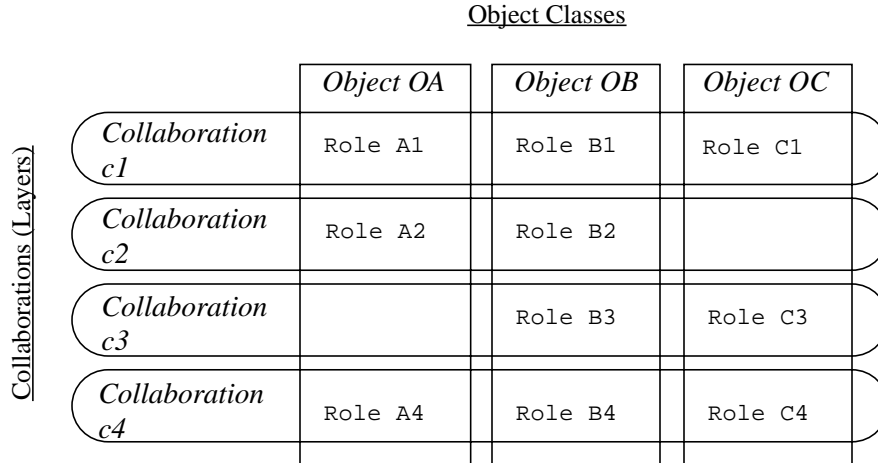 Object Classes
Object OA Object OB Object OC
Collaboration
c1
Role A1 Role B1 Role C1
Collaboration
c2
Role A2 Role B2
Collaboration
c3
Role B3 Role C3
Collaboration
c4
Role A4 Role B4 Role C4
Collaborations (Layers)